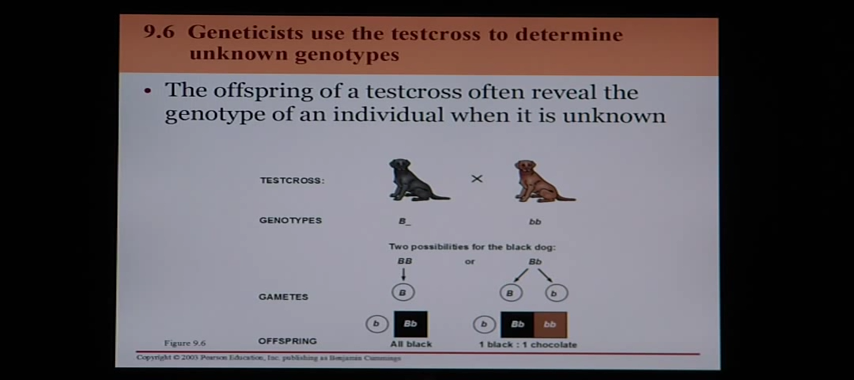 9.6 Geneticists use the testcross to determine
unknown genotypes
• The offspring of a testcross often reveal the
genotype of an individual when it is unknown
TESTCROSS: ×
GENOTYPES B_ bb
Two possibilities for the black dog:
BB or Bb
GAMETES B B b
b Bb b Bb bb
Figure 9.6 OFFSPRING All black 1 black : 1 chocolate
Copyright © 2003 Pearson Education, Inc. publishing as Benjamin Cummings